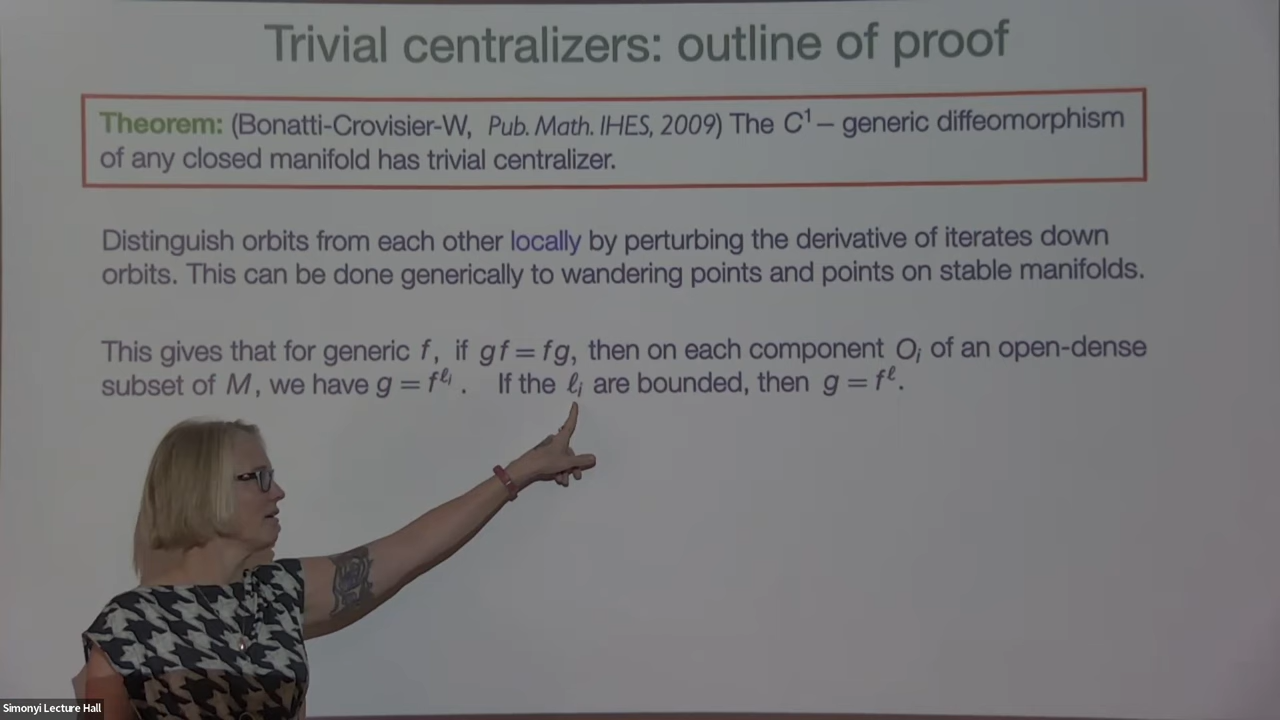 Trivial centralizers: outline of proof
Theorem: (Bonatti-Crovisier-W, Pub. Math. IHES, 2009) The C¹ – generic diffeomorphism
of any closed manifold has trivial centralizer.
Distinguish orbits from each other locally by perturbing the derivative of iterates down
orbits. This can be done generically to wandering points and points on stable manifolds.
This gives that for generic f, if gf = fg, then on each component Oᵢ of an open-dense
subset of M, we have g = f^ℓᵢ. If the ℓᵢ are bounded, then g = f^ℓ.
Simonyi Lecture Hall